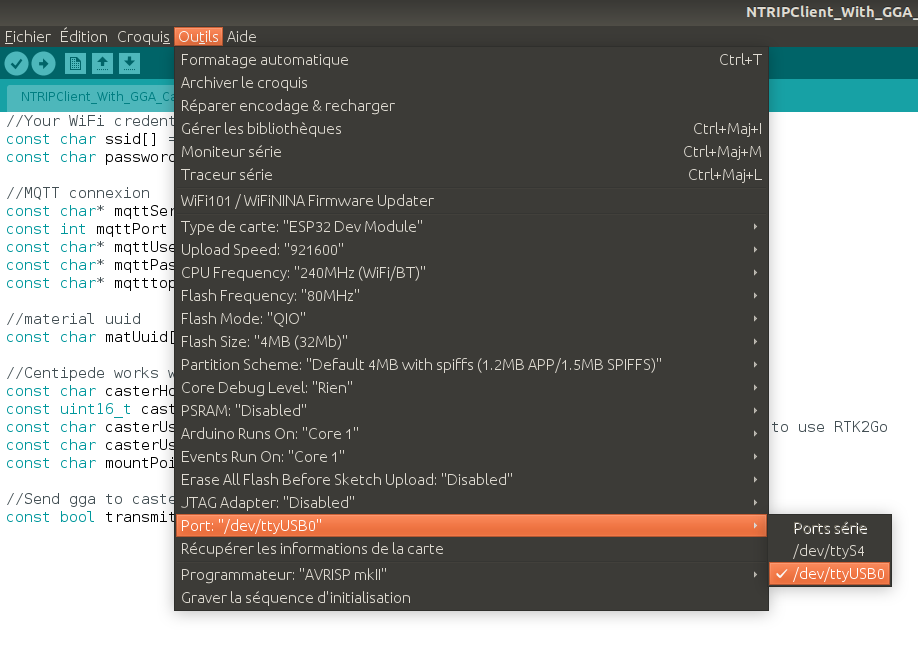 NTRIPClient_With_GGA_
Fichier Édition Croquis Outils Aide
NTRIPClient_With_GGA_Ca
Formatage automatique Ctrl+T
Archiver le croquis
Réparer encodage & recharger
Gérer les bibliothèques Ctrl+Maj+I
Moniteur série Ctrl+Maj+M
Traceur série Ctrl+Maj+L
WiFi101 / WiFiNINA Firmware Updater
Type de carte: "ESP32 Dev Module"
Upload Speed: "921600"
CPU Frequency: "240MHz (WiFi/BT)"
Flash Frequency: "80MHz"
Flash Mode: "QIO"
Flash Size: "4MB (32Mb)"
Partition Scheme: "Default 4MB with spiffs (1.2MB APP/1.5MB SPIFFS)"
Core Debug Level: "Rien"
PSRAM: "Disabled"
Arduino Runs On: "Core 1"
Events Run On: "Core 1"
Erase All Flash Before Sketch Upload: "Disabled"
JTAG Adapter: "Disabled"
Port: "/dev/ttyUSB0"
Récupérer les informations de la carte
Programmateur: "AVRISP mkII"
Graver la séquence d'initialisation
Ports série
/dev/ttyS4
✓ /dev/ttyUSB0
//Your WiFi credent
const char ssid[] =
const char password
//MQTT connexion
const char* mqttSer
const int mqttPort
const char* mqttUse
const char* mqttPas
const char* mqtttop
//material uuid
const char matUuid[
//Centipede works w
const char casterHo
const uint16_t cast
const char casterUs to use RTK2Go
const char casterUs
const char mountPoi
//Send gga to caste
const bool transmit